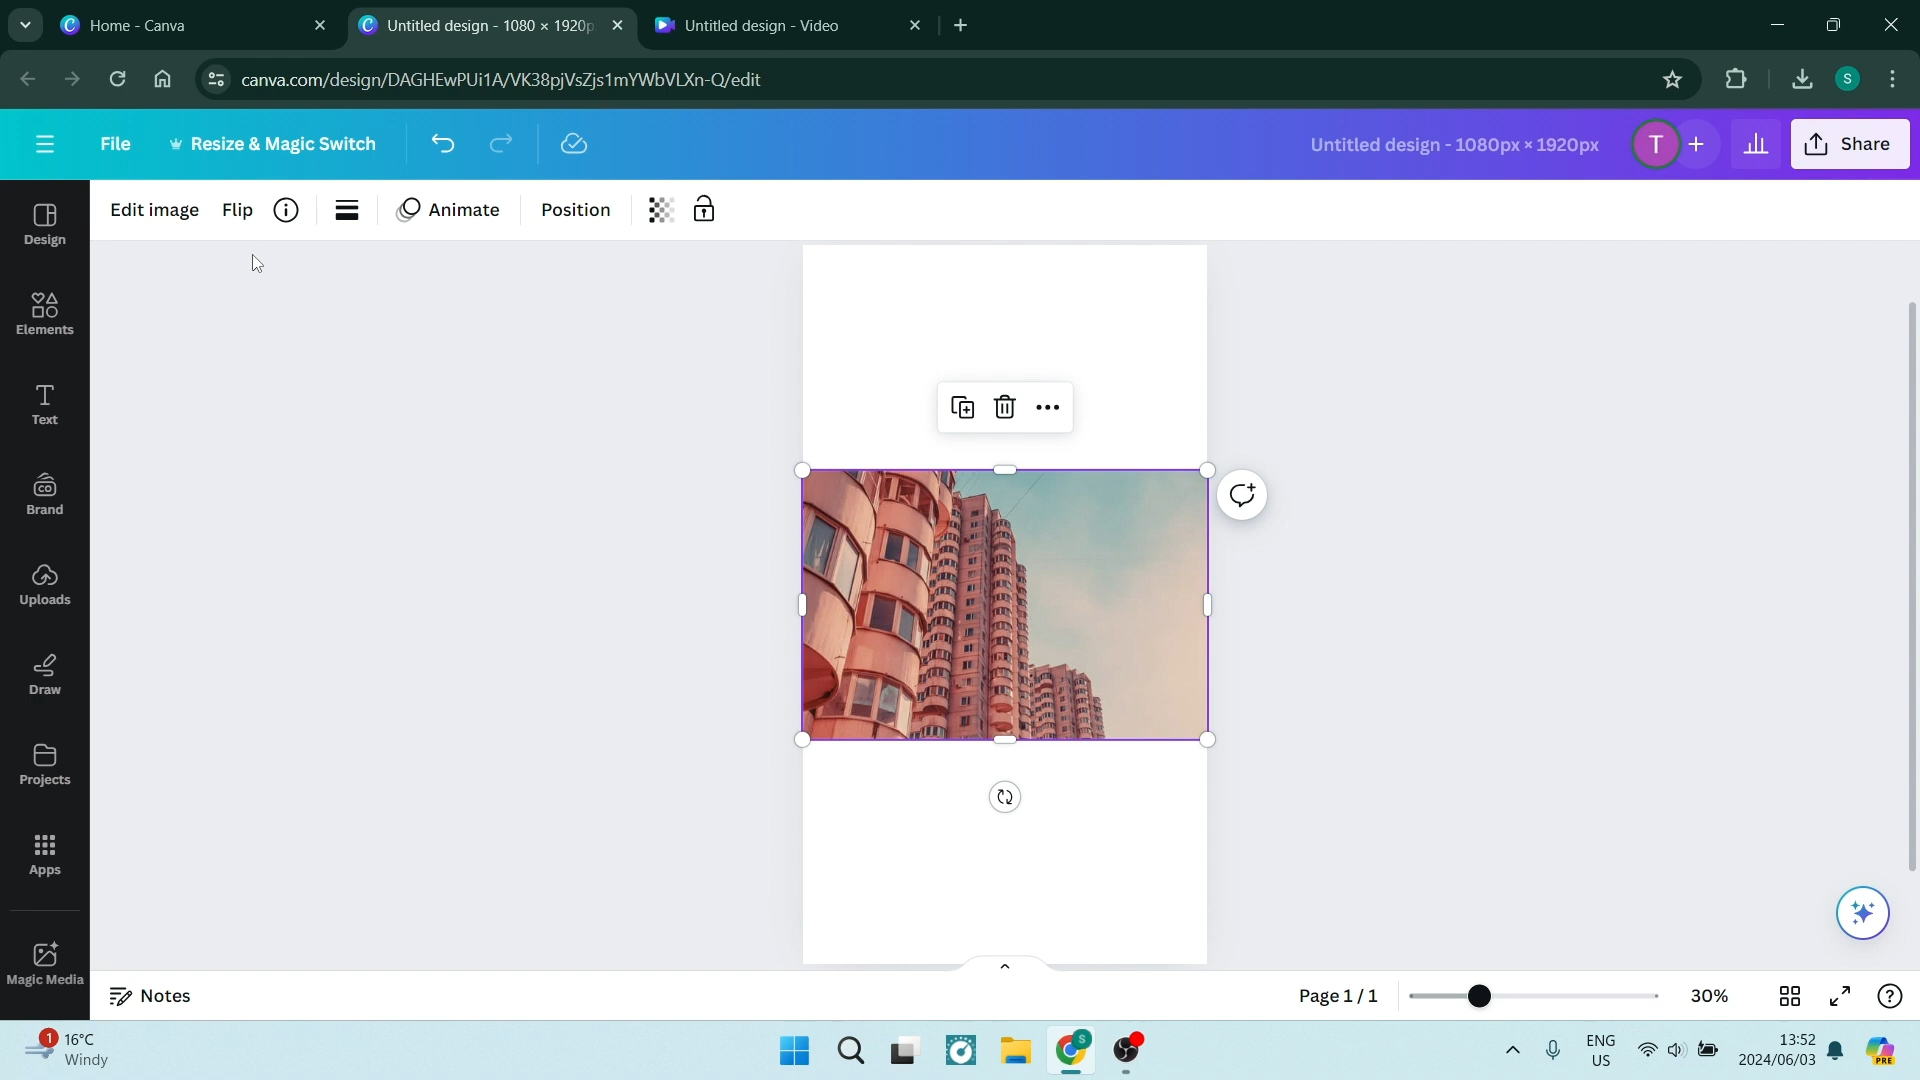 Home - Canva
Untitled design - 1080 × 1920p
Untitled design - Video
canva.com/design/DAGHEwPUi1A/VK38pjVsZjs1mYWbVLXn-Q/edit
S
File
Resize & Magic Switch
Untitled design - 1080px × 1920px
T
Share
Edit image
Flip
Animate
Position
Design
Elements
Text
Brand
Uploads
Draw
Projects
Apps
Magic Media
Notes
Page 1 / 1
30%
1
16°C
Windy
S
ENG
US
13:52
2024/06/03
PRE